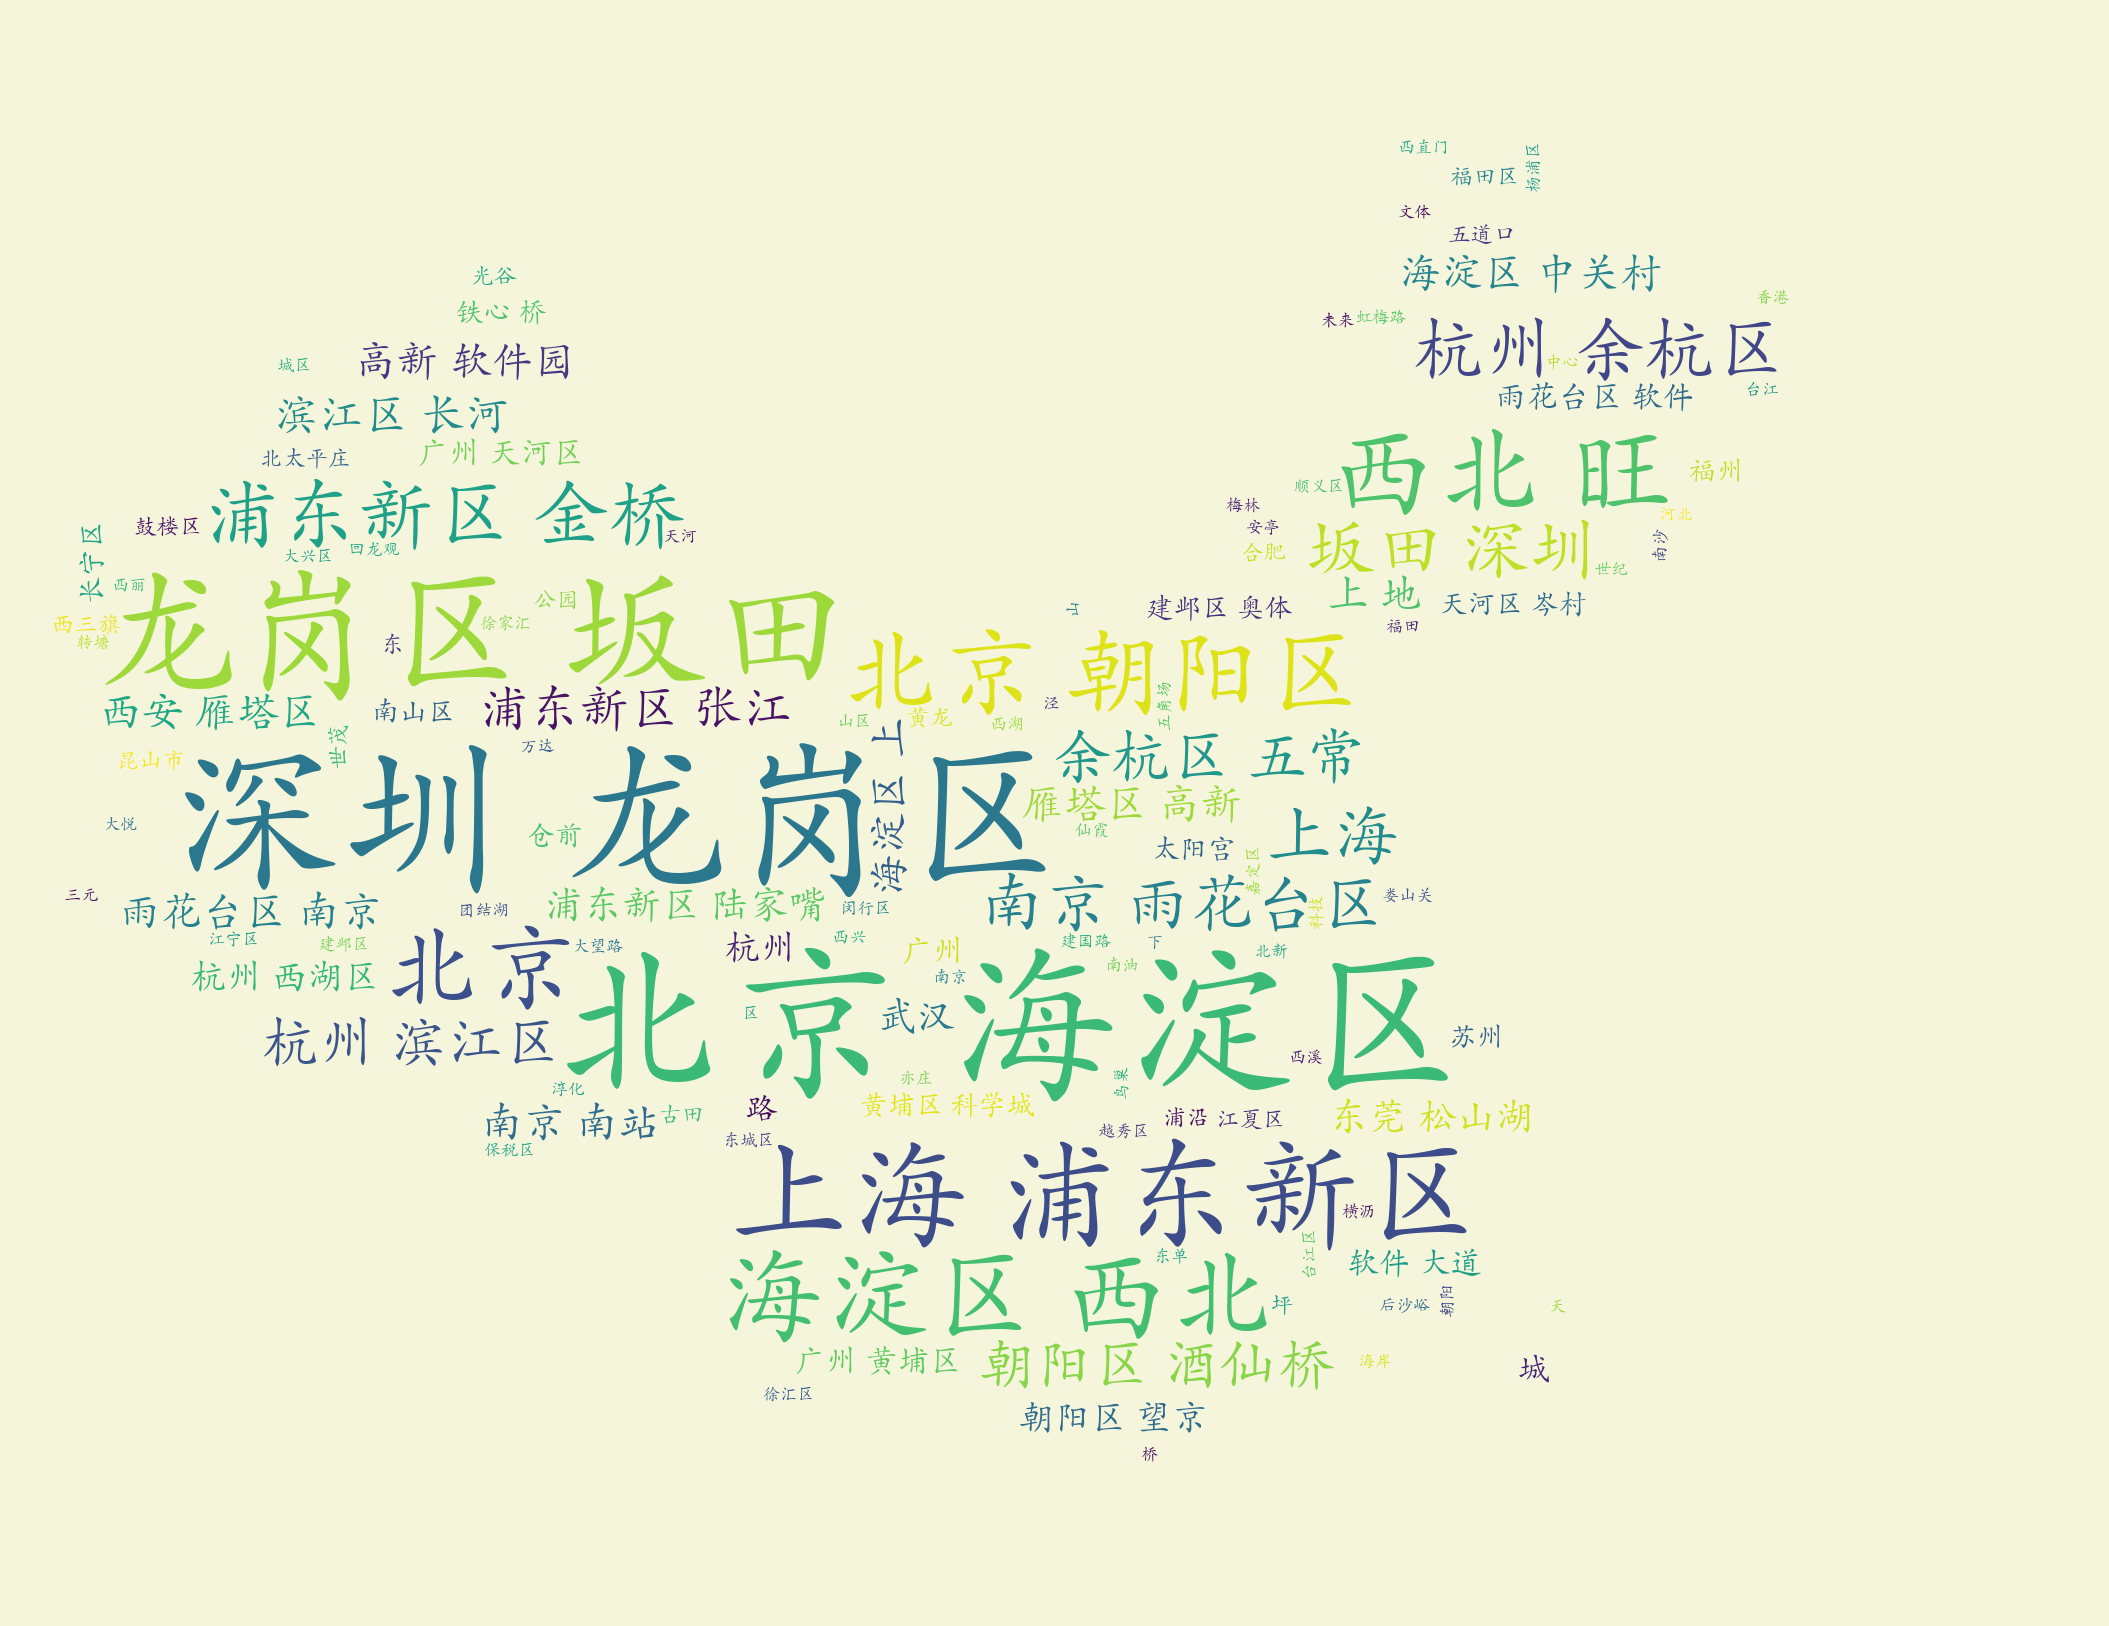 西直门
福田区
杨浦区
文体
五道口
海淀区 中关村
光谷
香港
铁心 桥
未来
虹梅路
杭州 余杭区
中心
城区
高新 软件园
台江
雨花台区 软件
滨江区 长河
北太平庄
广州 天河区
西北 旺
福州
顺义区
浦东新区 金桥
梅林
河北
鼓楼区
安亭
天河
坂田 深圳
南沙
长宁区
大兴区
回龙观
合肥
世纪
西丽
龙岗区 坂田
公园
上地
山
建邺区 奥体
天河区 岑村
西三旗
徐家汇
福田
转塘
东
北京 朝阳区
西安 雁塔区
南山区
浦东新区 张江
泾
五角场
山区
黄龙
西湖
世茂
昆山市
万达
海淀区 上
余杭区 五常
深圳 龙岗区
雁塔区 高新
大悦
仓前
仙霞
上海
太阳宫
嘉定区
三元
雨花台区 南京
团结湖
浦东新区 陆家嘴
闵行区
南京 雨花台区
娄山关
科技
江宁区
建邺区
大望路
杭州
西兴
广州
建国路
下
北新
杭州 西湖区
北京
南京
南油
北京 海淀区
区
武汉
杭州 滨江区
苏州
西溪
淳化
亦庄
鸟巢
南京 南站
古田
路
黄埔区 科学城
浦沿
江夏区
东莞 松山湖
保税区
东城区
越秀区
上海 浦东新区
横沥
海淀区 西北
东单
台江区
软件 大道
坪
后沙峪
朝阳
天
广州 黄埔区
朝阳区 酒仙桥
海岸
城
徐汇区
朝阳区 望京
桥